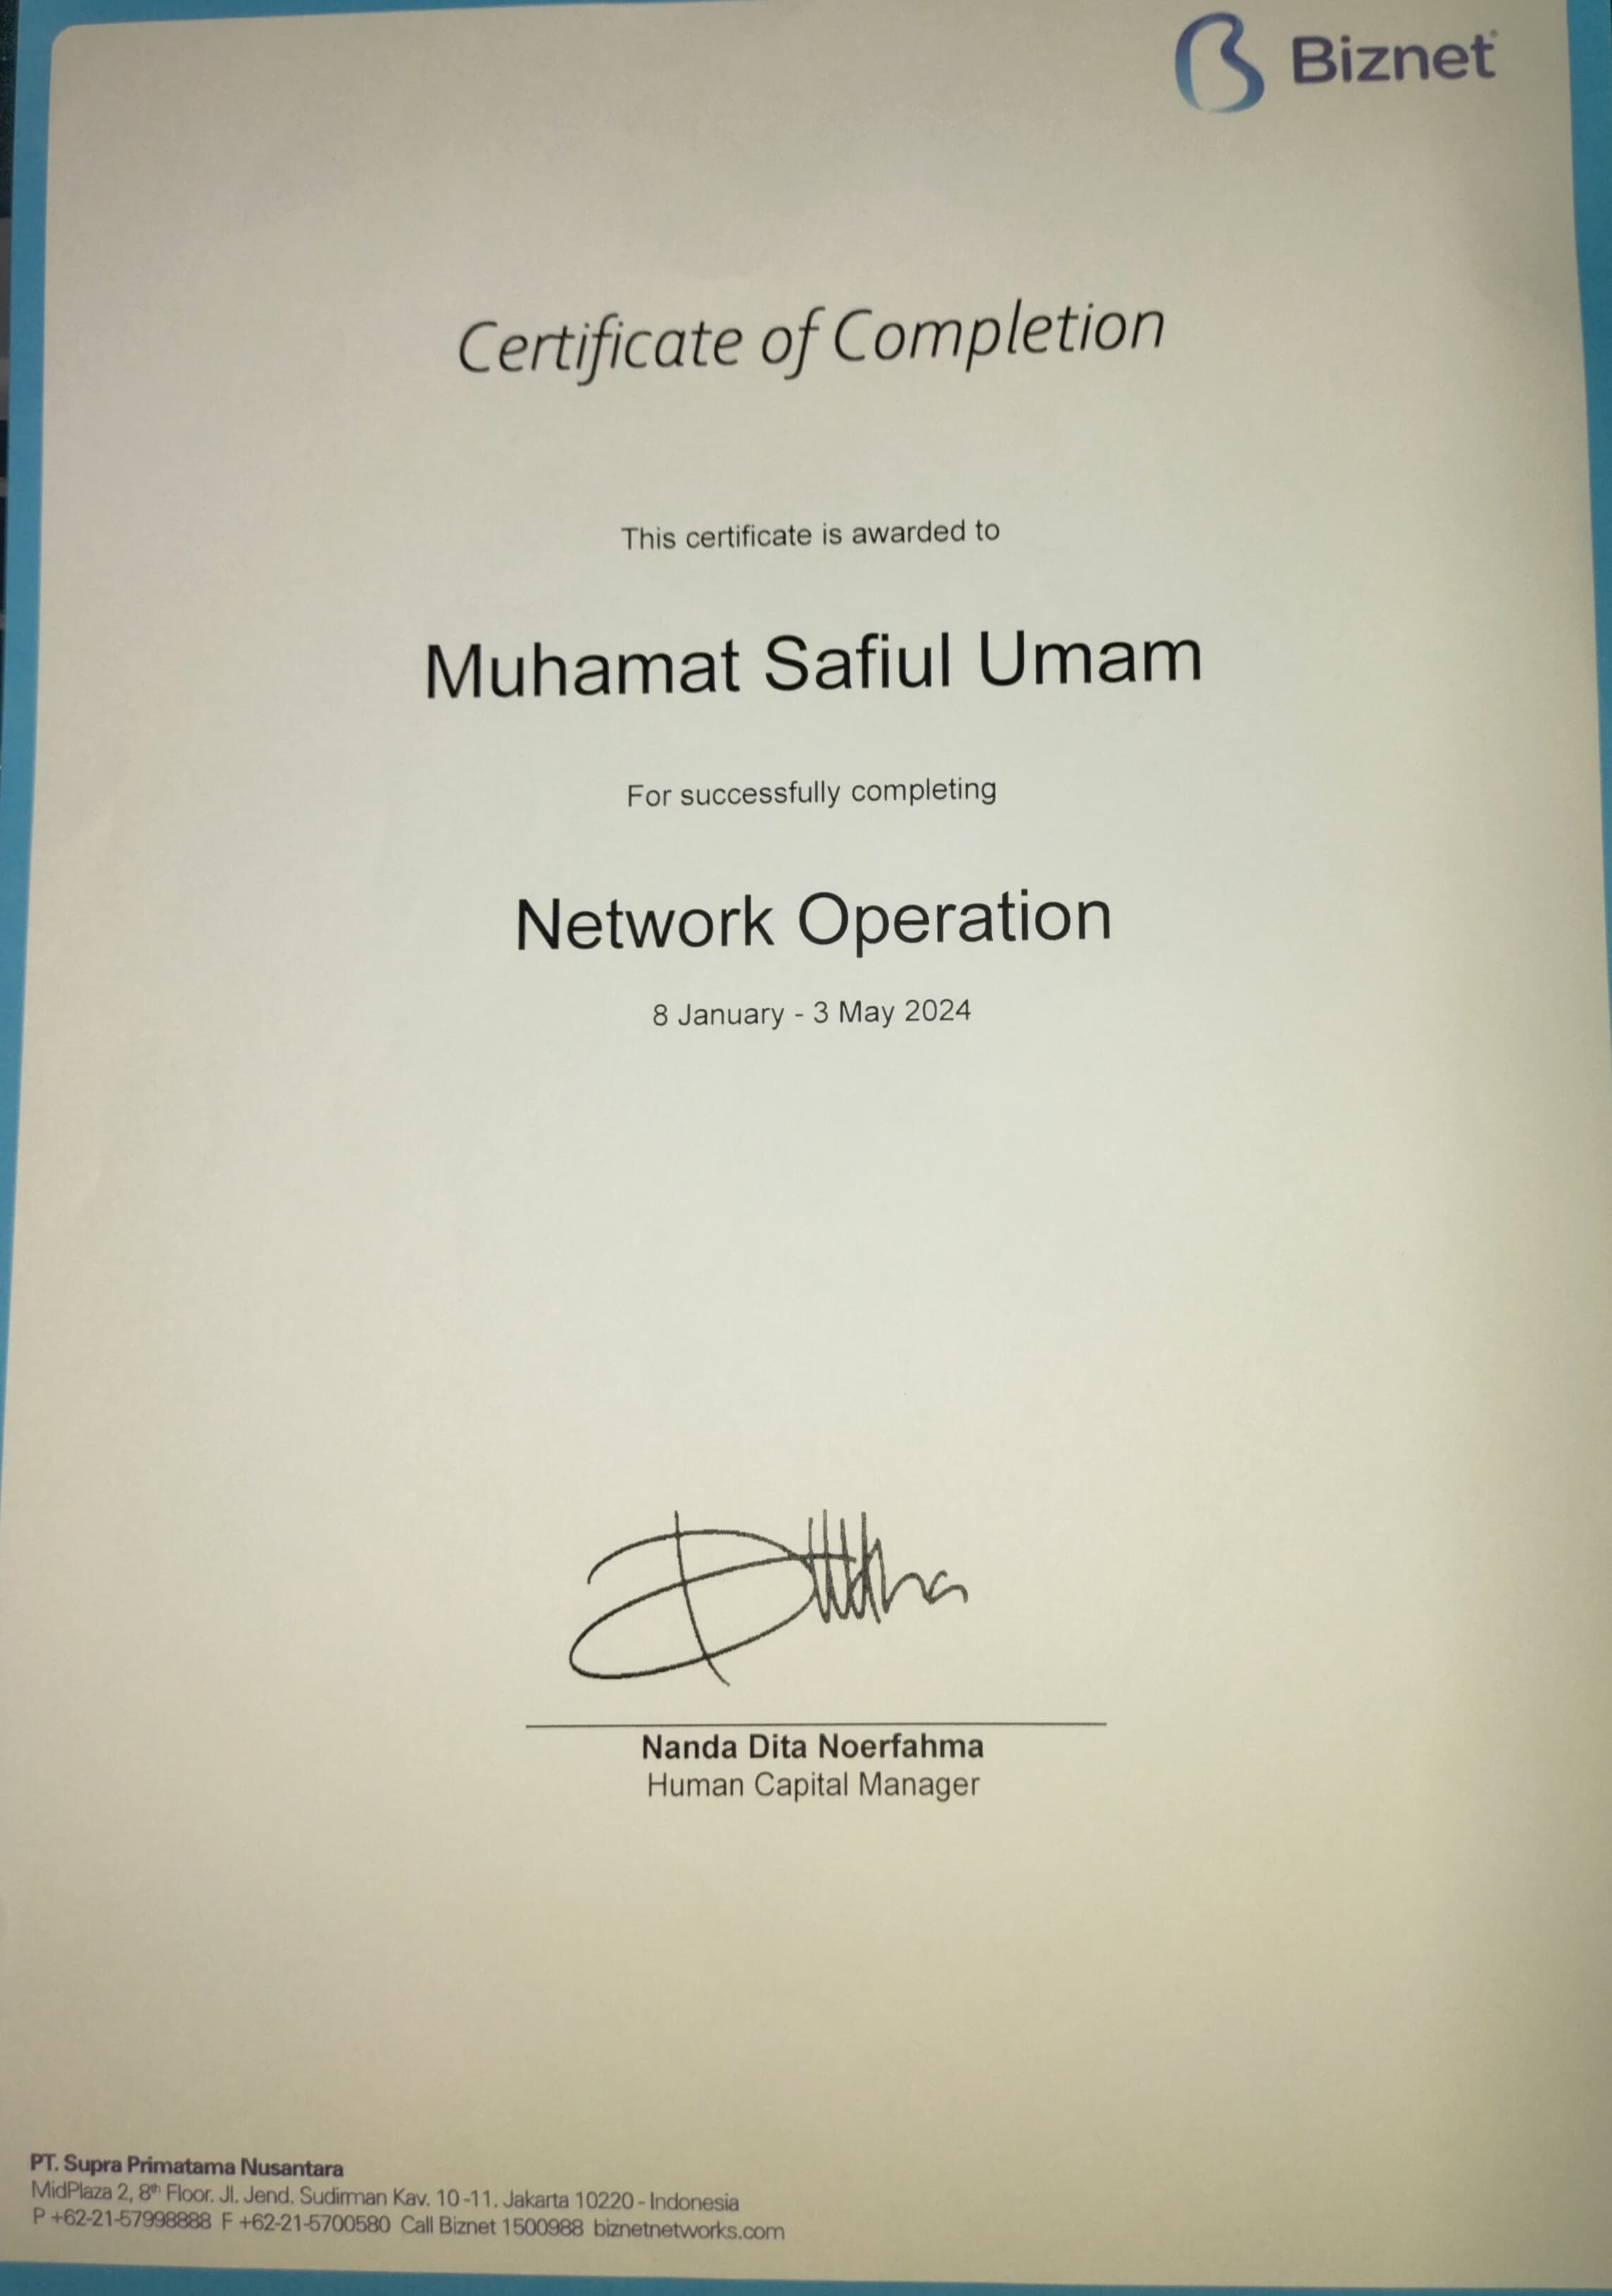 Biznet
Certificate of Completion
This certificate is awarded to
Muhamat Safiul Umam
For successfully completing
Network Operation
8 January - 3 May 2024
Nanda Dita Noerfahma
Human Capital Manager
PT. Supra Primatama Nusantara
MidPlaza 2, 8th Floor. Jl. Jend. Sudirman Kav. 10-11. Jakarta 10220 - Indonesia
P +62-21-57998888 F +62-21-5700580 Call Biznet 1500988 biznetnetworks.com